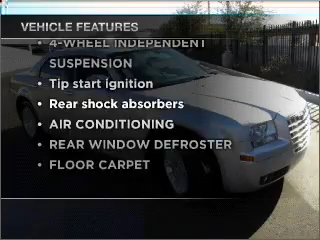 VEHICLE FEATURES
• 4-WHEEL INDEPENDENT
SUSPENSION
• Tip start ignition
• Rear shock absorbers
• AIR CONDITIONING
• REAR WINDOW DEFROSTER
• FLOOR CARPET